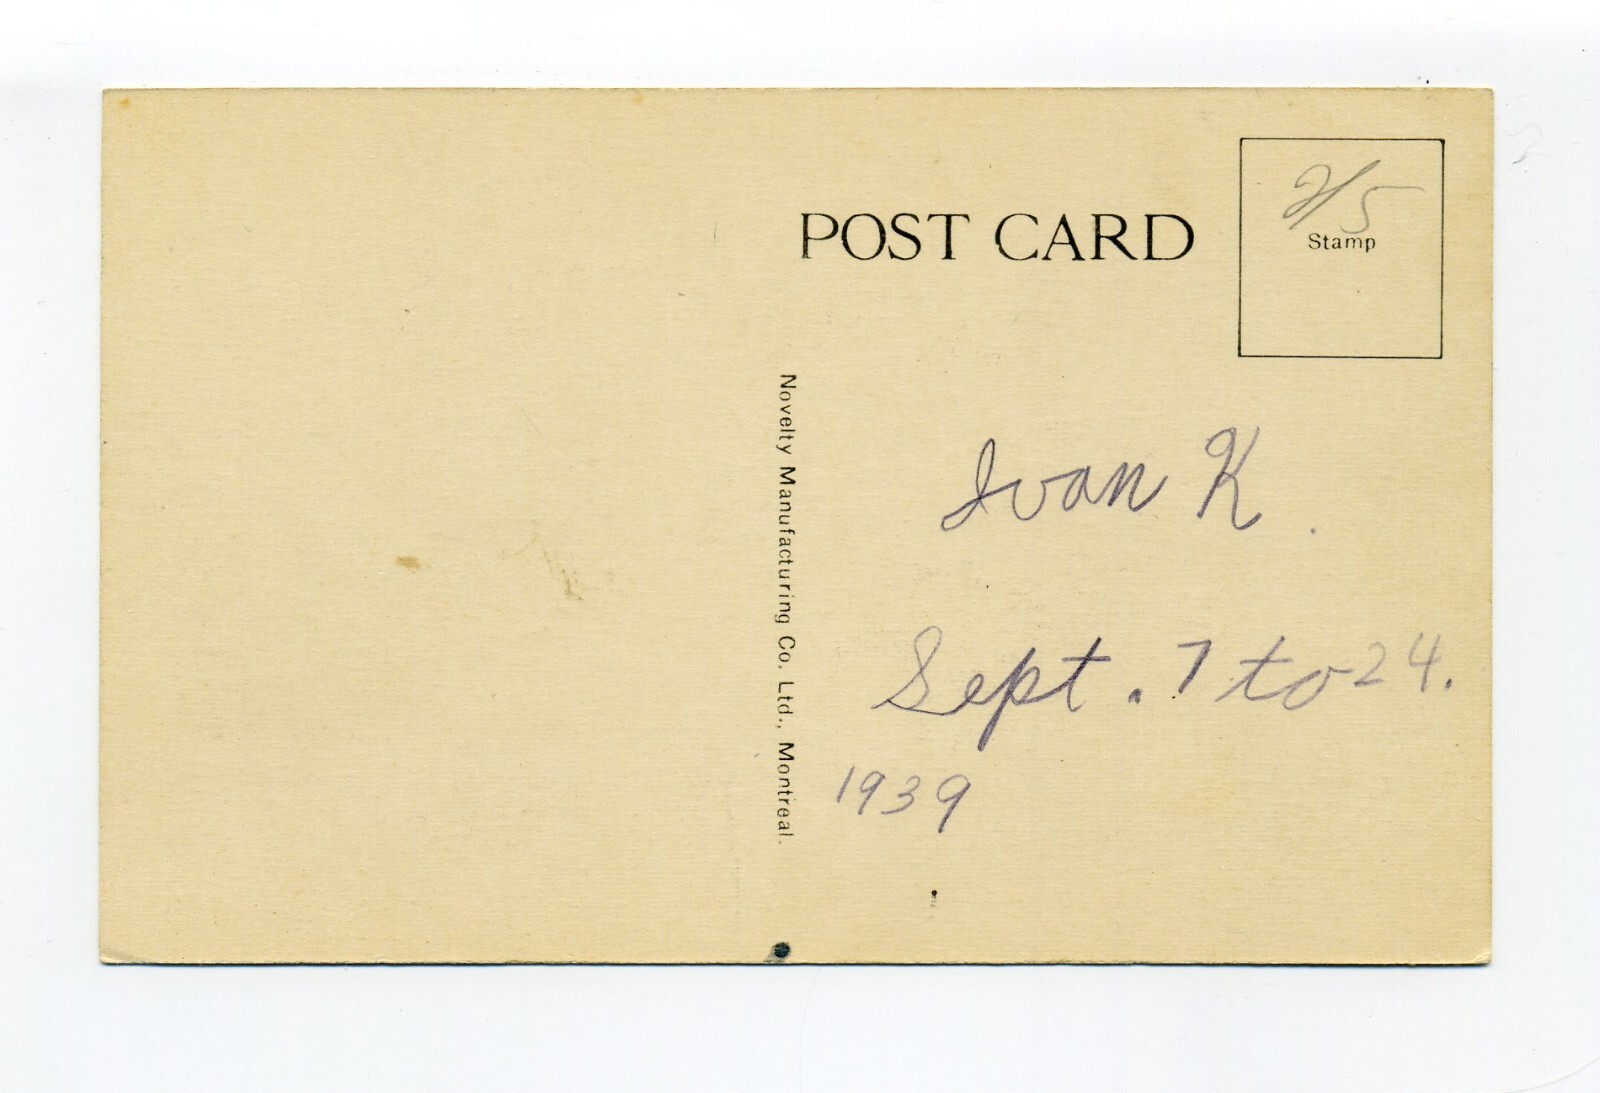 POST CARD
2/5
Stamp
Novelty Manufacturing Co. Ltd., Montreal.
Ivan K.
Sept. 7 to 24.
1939